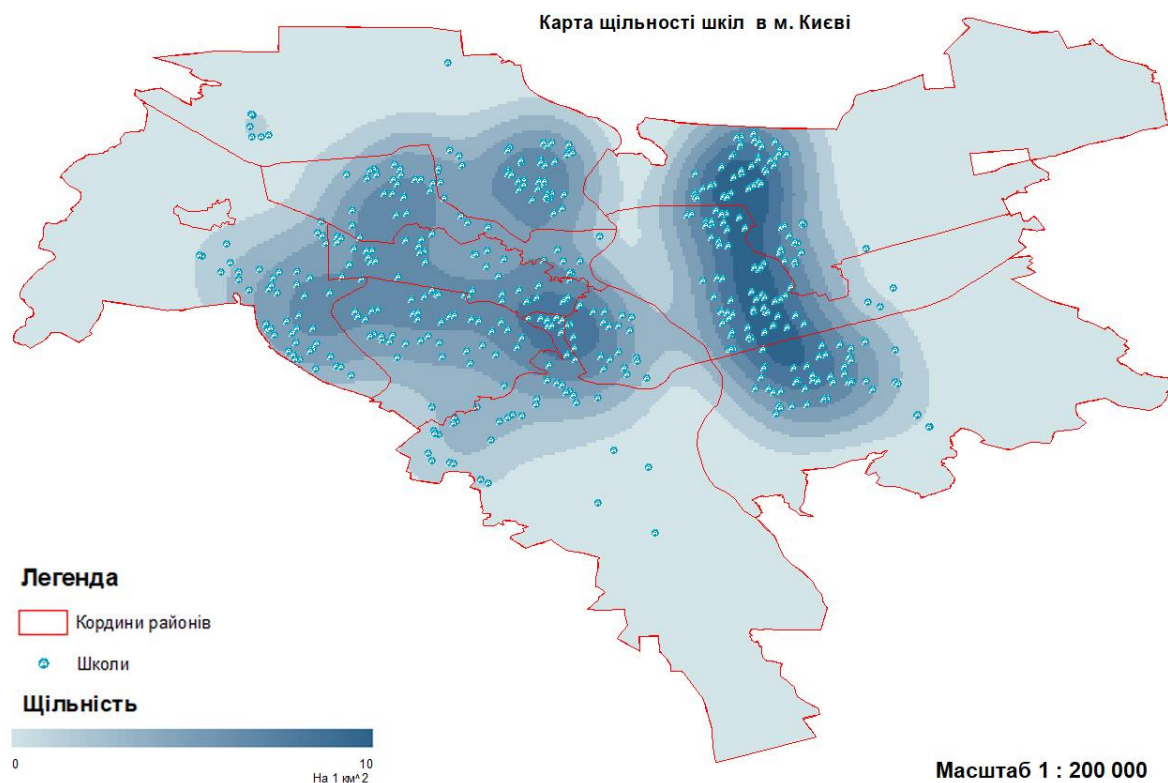 Карта щільності шкіл в м. Києві
Легенда
Кордини районів
Школи
Щільність
0 10
На 1 км^2
Масштаб 1 : 200 000